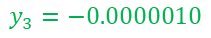 y₃ = −0.0000010